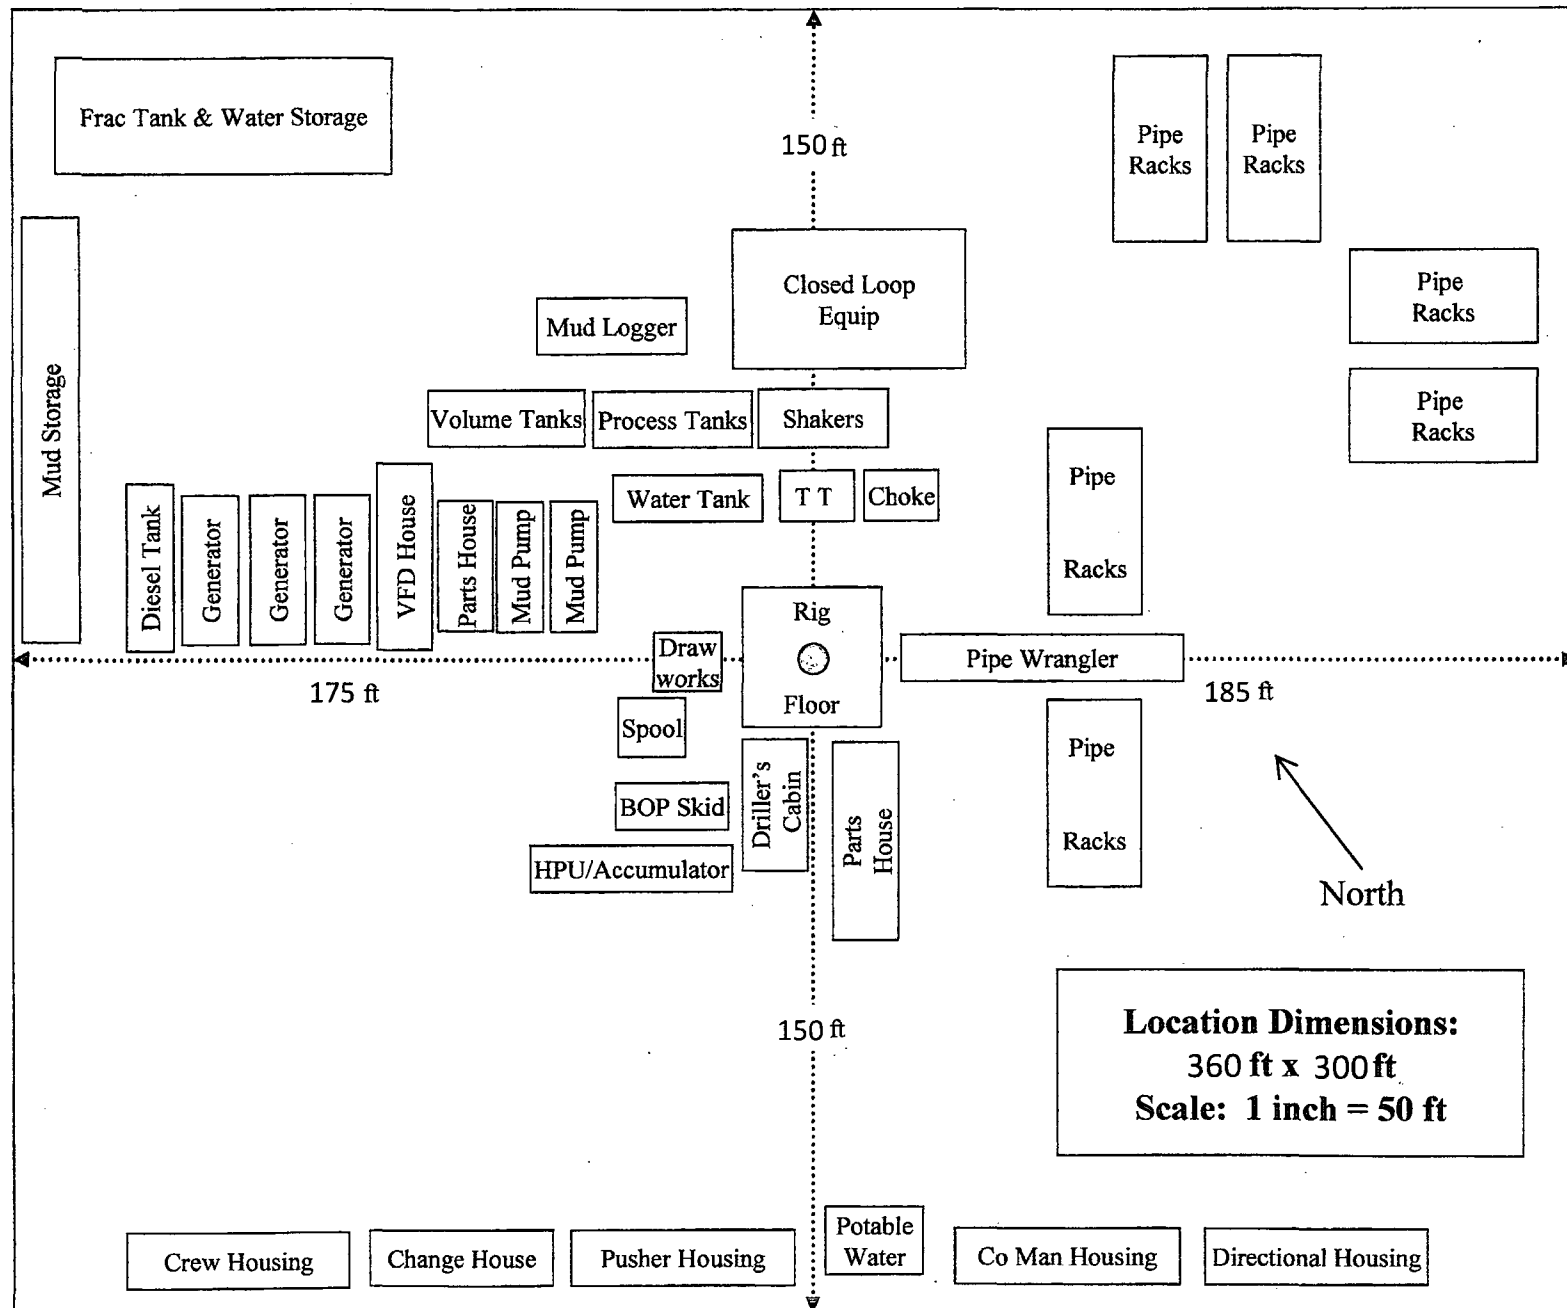 Frac Tank & Water Storage
150 ft
Pipe
Racks
Pipe
Racks
Closed Loop
Equip
Pipe
Racks
Mud Logger
Mud Storage
Volume Tanks
Process Tanks
Shakers
Pipe
Racks
Water Tank
T T
Choke
Pipe
Racks
Diesel Tank
Generator
Generator
Generator
VFD House
Parts House
Mud Pump
Mud Pump
Rig
Floor
Draw
works
Pipe Wrangler
175 ft
185 ft
Spool
Driller's
Cabin
Parts
House
Pipe
Racks
BOP Skid
HPU/Accumulator
North
Location Dimensions:
360 ft x 300 ft
Scale: 1 inch = 50 ft
150 ft
Crew Housing
Change House
Pusher Housing
Potable
Water
Co Man Housing
Directional Housing